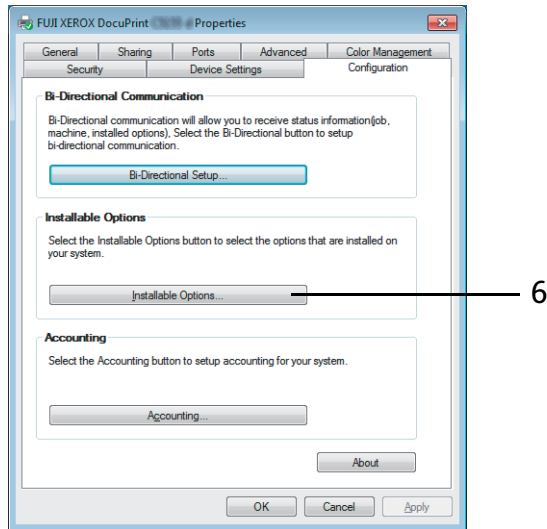 FUJI XEROX DocuPrint Properties
General Sharing Ports Advanced Color Management
Security Device Settings Configuration
Bi-Directional Communication
Bi-Directional communication will allow you to receive status information(job,
machine, installed options), Select the Bi-Directional button to setup
bi-directional communication.
Bi-Directional Setup...
Installable Options
Select the Installable Options button to select the options that are installed on
your system.
Installable Options...
6
Accounting
Select the Accounting button to setup accounting for your system.
Accounting...
About
OK Cancel Apply